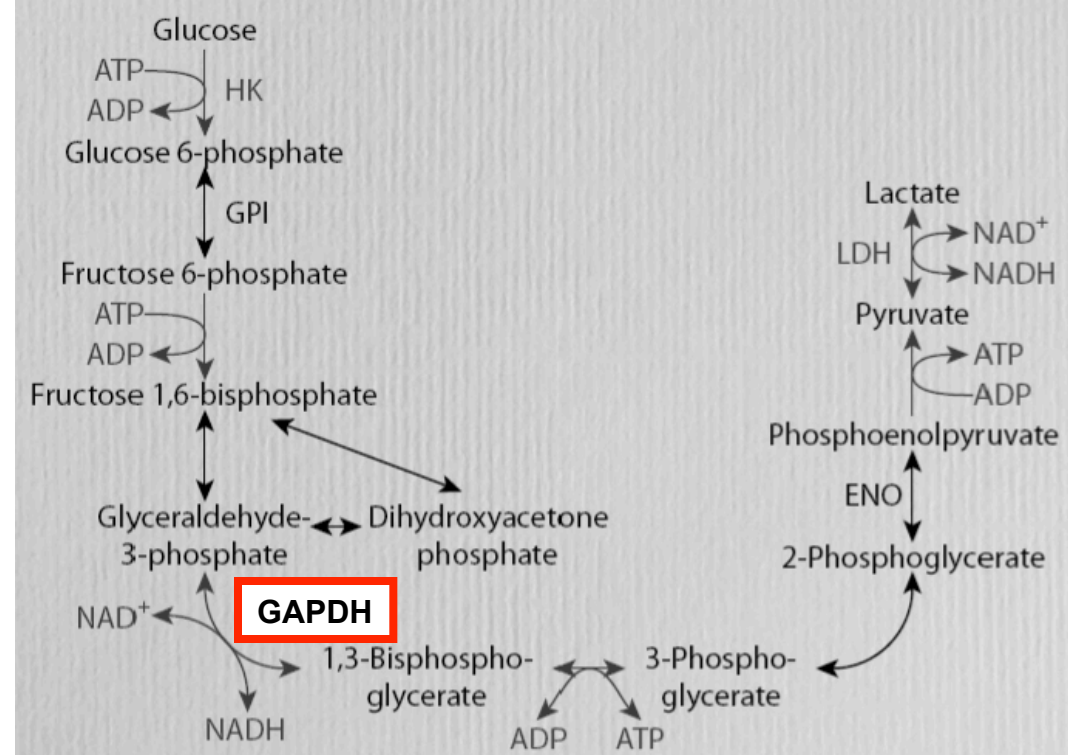 Glucose
ATP
HK
ADP
Glucose 6-phosphate
GPI
Fructose 6-phosphate
ATP
ADP
Fructose 1,6-bisphosphate
Glyceraldehyde-
3-phosphate
Dihydroxyacetone
phosphate
GAPDH
NAD+
NADH
1,3-Bisphospho-
glycerate
ADP
ATP
3-Phospho-
glycerate
2-Phosphoglycerate
ENO
Phosphoenolpyruvate
ATP
ADP
Pyruvate
LDH
NAD+
NADH
Lactate